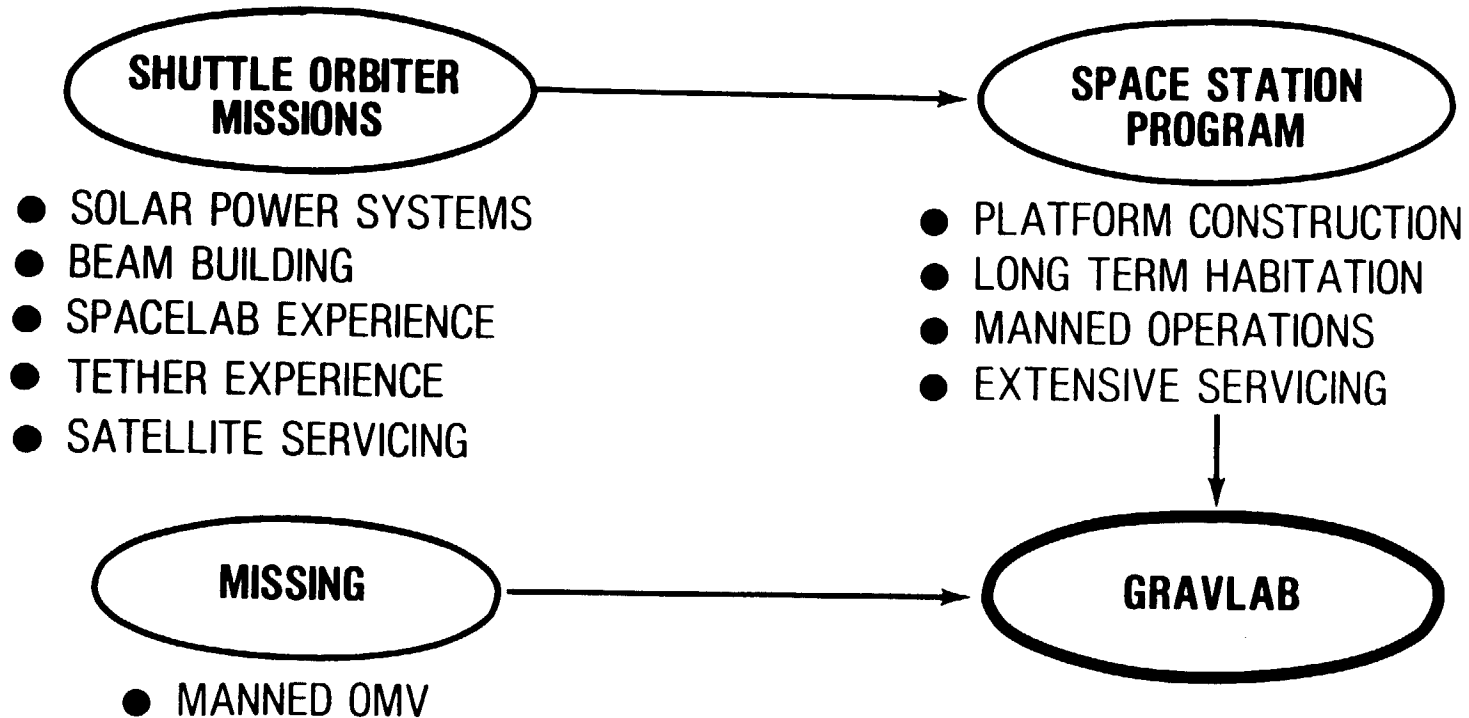 SHUTTLE ORBITER
MISSIONS
● SOLAR POWER SYSTEMS
● BEAM BUILDING
● SPACELAB EXPERIENCE
● TETHER EXPERIENCE
● SATELLITE SERVICING
SPACE STATION
PROGRAM
● PLATFORM CONSTRUCTION
● LONG TERM HABITATION
● MANNED OPERATIONS
● EXTENSIVE SERVICING
MISSING
● MANNED OMV
GRAVLAB